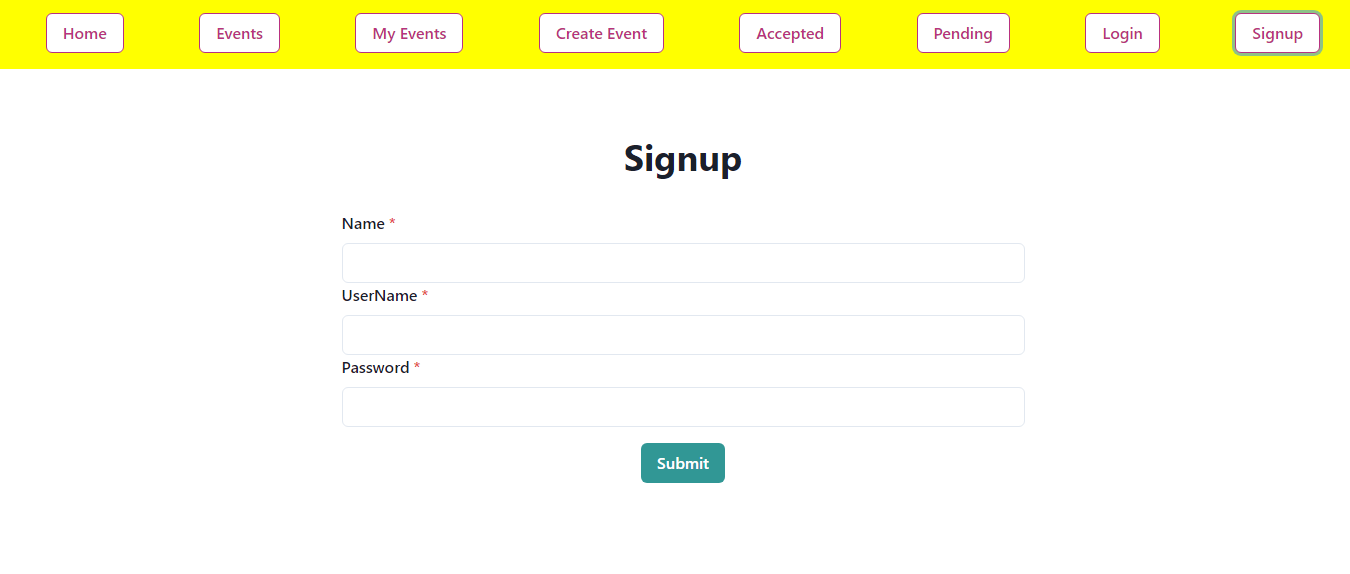 Home Events My Events Create Event Accepted Pending Login Signup
Signup
Name *
UserName *
Password *
Submit